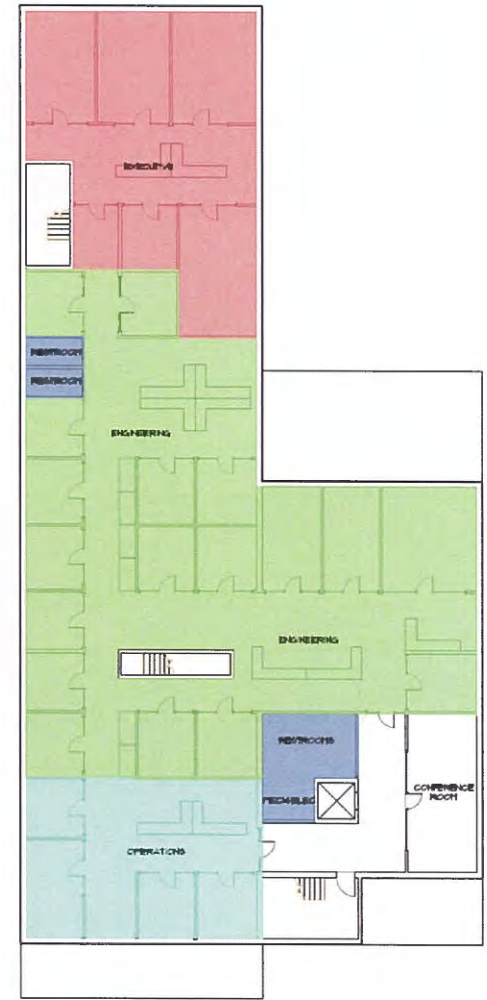 EXECUTIVE
RESTROOM
RESTROOM
ENGINEERING
ENGINEERING
RESTROOMS
MECH/ELEC
CONFERENCE
ROOM
OPERATIONS